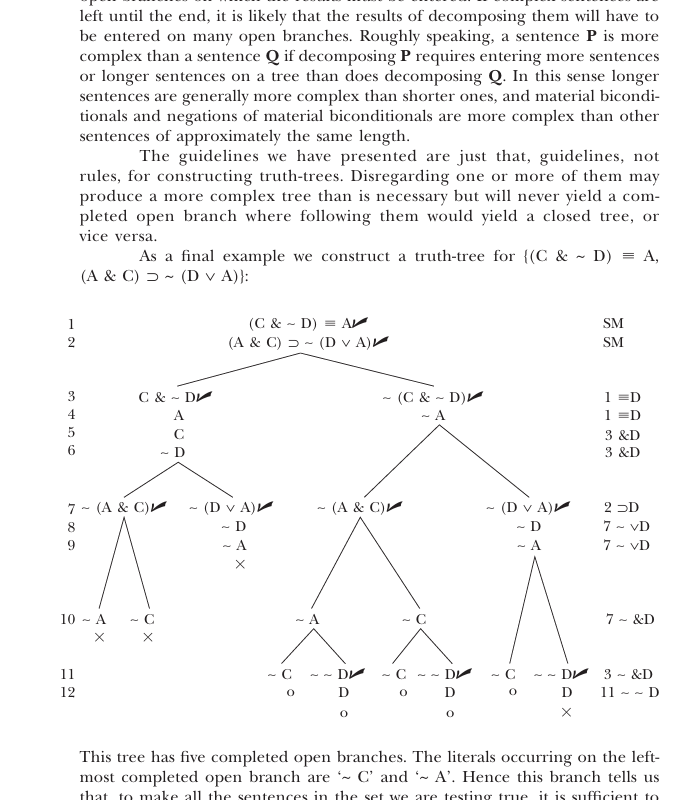 left until the end, it is likely that the results of decomposing them will have to
be entered on many open branches. Roughly speaking, a sentence P is more
complex than a sentence Q if decomposing P requires entering more sentences
or longer sentences on a tree than does decomposing Q. In this sense longer
sentences are generally more complex than shorter ones, and material bicondi-
tionals and negations of material biconditionals are more complex than other
sentences of approximately the same length.
The guidelines we have presented are just that, guidelines, not
rules, for constructing truth-trees. Disregarding one or more of them may
produce a more complex tree than is necessary but will never yield a com-
pleted open branch where following them would yield a closed tree, or
vice versa.
As a final example we construct a truth-tree for {(C & ~ D) ≡ A,
(A & C) ⊃ ~ (D ∨ A)}:
1 (C & ~ D) ≡ A✓ SM
2 (A & C) ⊃ ~ (D ∨ A)✓ SM
3 C & ~ D✓ ~ (C & ~ D)✓ 1 ≡D
4 A ~ A 1 ≡D
5 C 3 &D
6 ~ D 3 &D
7 ~ (A & C)✓ ~ (D ∨ A)✓ ~ (A & C)✓ ~ (D ∨ A)✓ 2 ⊃D
8 ~ D ~ D 7 ~ ∨D
9 ~ A ~ A 7 ~ ∨D
×
10 ~ A ~ C ~ A ~ C 7 ~ &D
× ×
11 ~ C ~ ~ D✓ ~ C ~ ~ D✓ ~ C ~ ~ D✓ 3 ~ &D
12 o D o D o D 11 ~ ~ D
o o ×
This tree has five completed open branches. The literals occurring on the left-
most completed open branch are ‘~ C’ and ‘~ A’. Hence this branch tells us
that, to make all the sentences in the set we are testing true, it is sufficient to